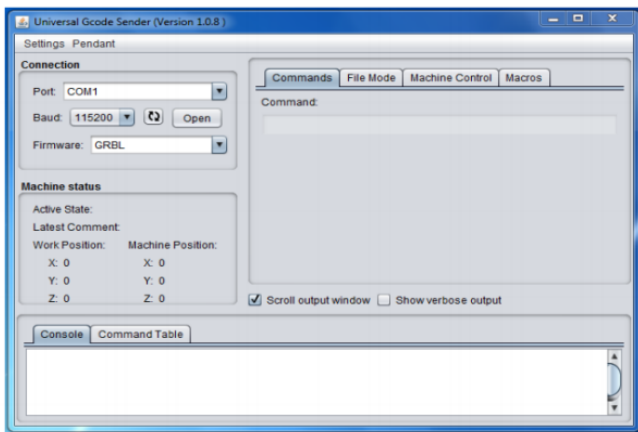 Universal Gcode Sender (Version 1.0.8 )
Settings Pendant
Connection
Port: COM1
Baud: 115200 Open
Firmware: GRBL
Machine status
Active State:
Latest Comment:
Work Position: Machine Position:
X: 0 X: 0
Y: 0 Y: 0
Z: 0 Z: 0
Commands File Mode Machine Control Macros
Command:
Scroll output window Show verbose output
Console Command Table